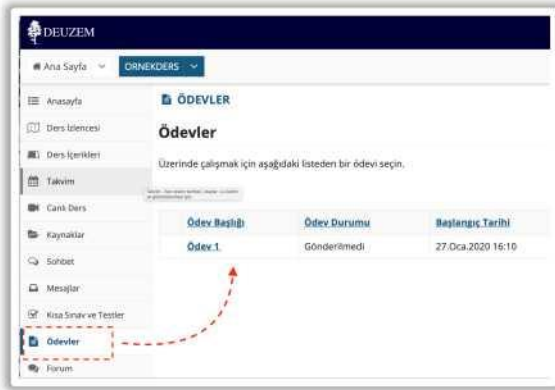 DEUZEM
Ana Sayfa
ORNEKDERS
Anasayfa
Ders İzlencesi
Ders İçerikleri
Takvim
Canlı Ders
Kaynaklar
Sohbet
Mesajlar
Kısa Sınav ve Testler
Ödevler
Forum
ÖDEVLER
Ödevler
Üzerinde çalışmak için aşağıdaki listeden bir ödevi seçin.
Ödev Başlığı Ödev Durumu Başlangıç Tarihi
Ödev 1 Gönderilmedi 27.Oca.2020 16:10